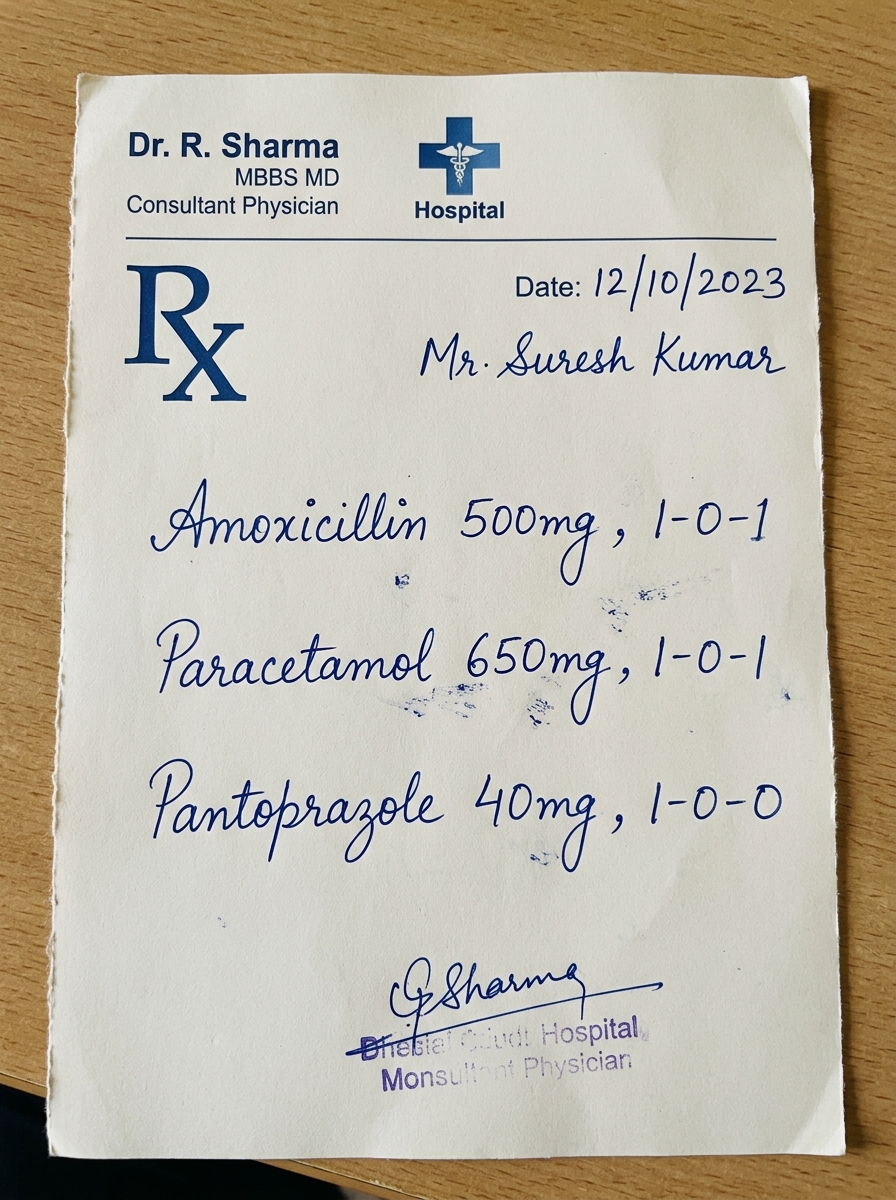 Dr. R. Sharma
MBBS MD
Consultant Physician
Hospital
Rx
Date: 12/10/2023
Mr. Suresh Kumar
Amoxicillin 500mg, 1-0-1
Paracetamol 650mg, 1-0-1
Pantoprazole 40mg, 1-0-0
Sharma
Hospital
Physician